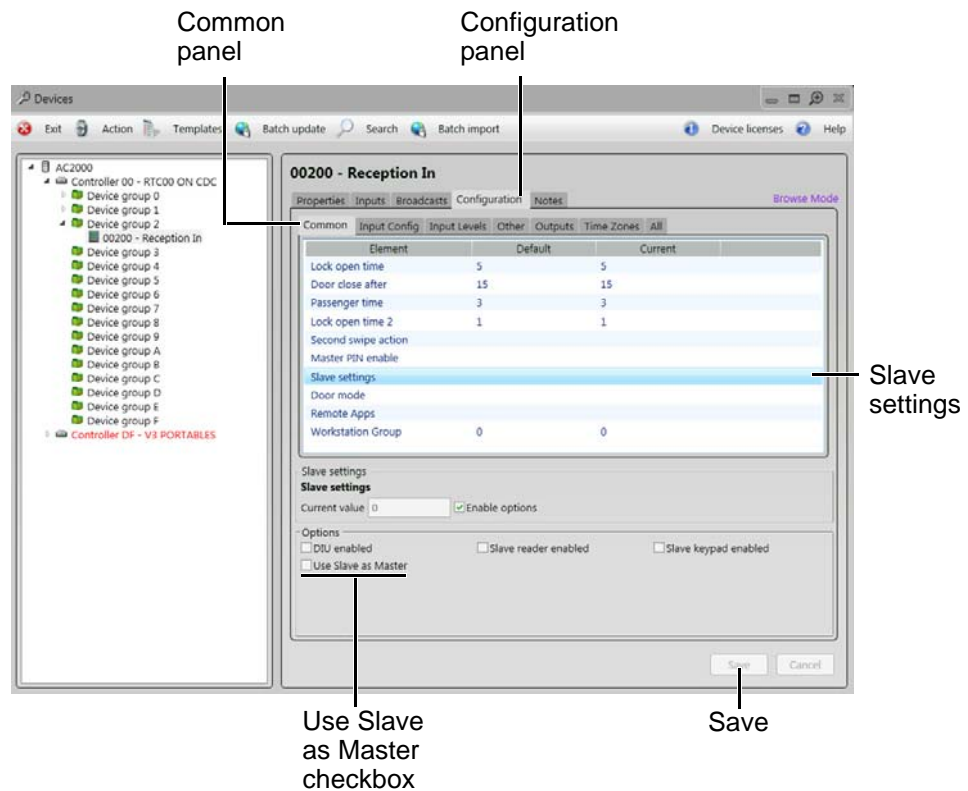 Common
panel
Configuration
panel
Devices
Exit Action Templates Batch update Search Batch import Device licenses Help
AC2000
Controller 00 - RTC00 ON CDC
Device group 0
Device group 1
Device group 2
00200 - Reception In
Device group 3
Device group 4
Device group 5
Device group 6
Device group 7
Device group 8
Device group 9
Device group A
Device group B
Device group C
Device group D
Device group E
Device group F
Controller DF - V3 PORTABLES
00200 - Reception In
Properties Inputs Broadcasts Configuration Notes Browse Mode
Common Input Config Input Levels Other Outputs Time Zones All
Element Default Current
Lock open time 5 5
Door close after 15 15
Passenger time 3 3
Lock open time 2 1 1
Second swipe action
Master PIN enable
Slave settings
Door mode
Remote Apps
Workstation Group 0 0
Slave
settings
Slave settings
Slave settings
Current value 0 Enable options
Options
DIU enabled Slave reader enabled Slave keypad enabled
Use Slave as Master
Save Cancel
Use Slave
as Master
checkbox
Save